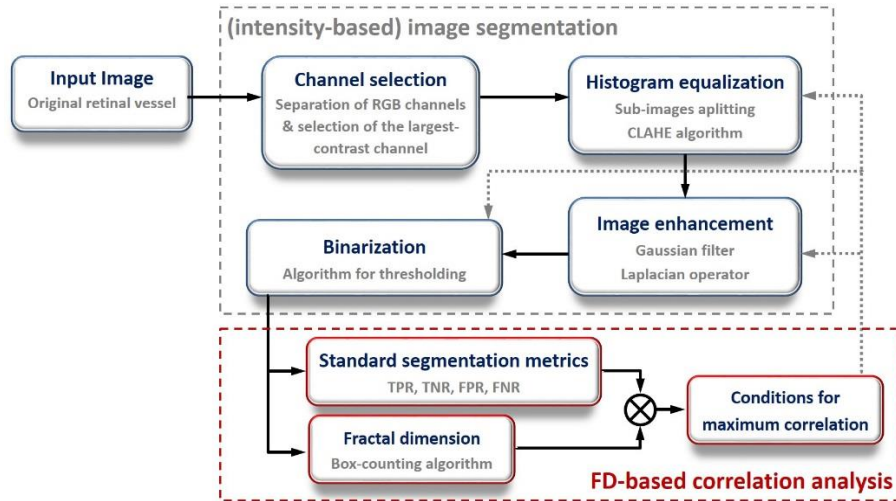 (intensity-based) image segmentation
Input Image
Original retinal vessel
Channel selection
Separation of RGB channels
& selection of the largest-
contrast channel
Histogram equalization
Sub-images aplitting
CLAHE algorithm
Image enhancement
Gaussian filter
Laplacian operator
Binarization
Algorithm for thresholding
Standard segmentation metrics
TPR, TNR, FPR, FNR
Fractal dimension
Box-counting algorithm
Conditions for
maximum correlation
FD-based correlation analysis